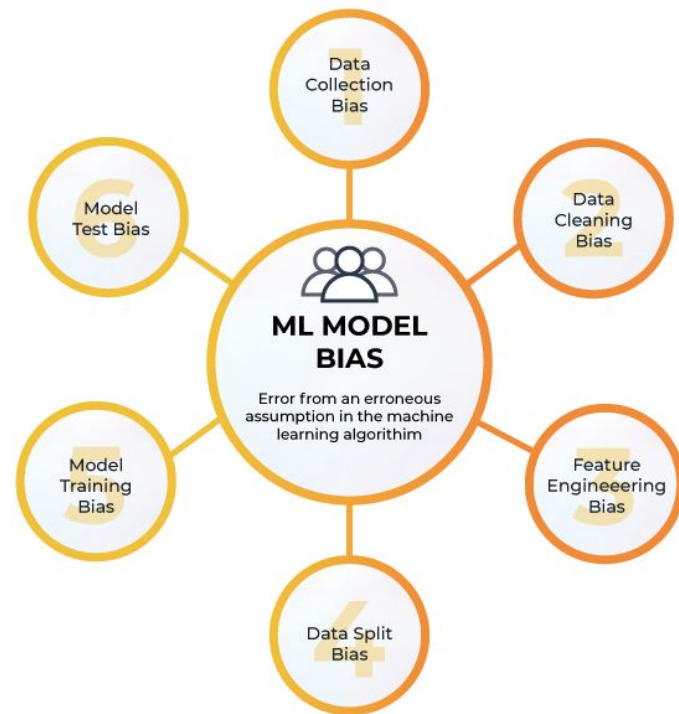 1
Data
Collection
Bias
2
Data
Cleaning
Bias
3
Feature
Engineeering
Bias
4
Data Split
Bias
5
Model
Training
Bias
6
Model
Test Bias
ML MODEL
BIAS
Error from an erroneous
assumption in the machine
learning algorithim